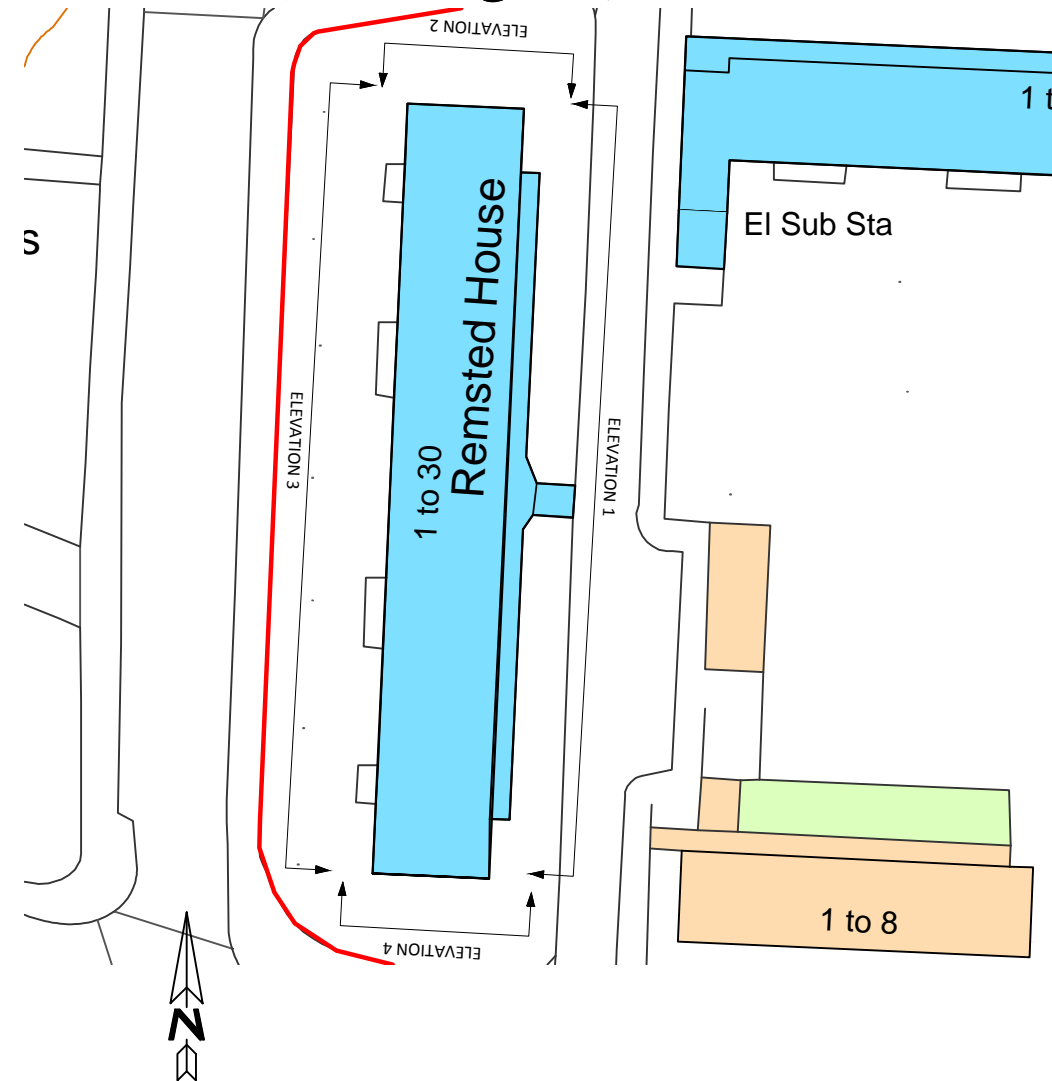 ELEVATION 2
1 t
s
El Sub Sta
Remsted House
1 to 30
ELEVATION 3
ELEVATION 1
1 to 8
ELEVATION 4
N